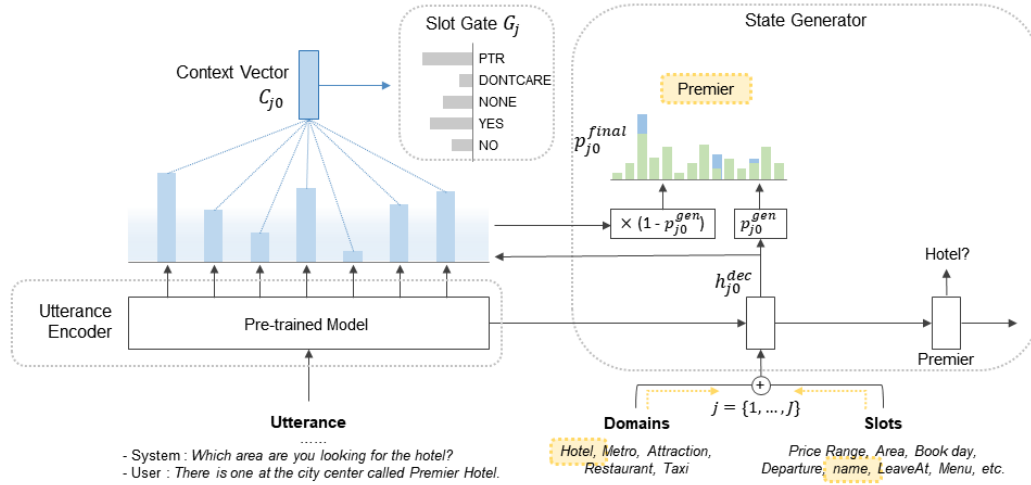 Slot Gate G_j
State Generator
PTR
DONTCARE
NONE
YES
NO
Context Vector
C_{j0}
Premier
p_{j0}^{final}
× (1 - p_{j0}^{gen})
p_{j0}^{gen}
Hotel?
h_{j0}^{dec}
Utterance
Encoder
Pre-trained Model
Premier
+
j = {1, ..., J}
Utterance
......
- System : Which area are you looking for the hotel?
- User : There is one at the city center called Premier Hotel.
Domains
Hotel, Metro, Attraction,
Restaurant, Taxi
Slots
Price Range, Area, Book day,
Departure, name, LeaveAt, Menu, etc.